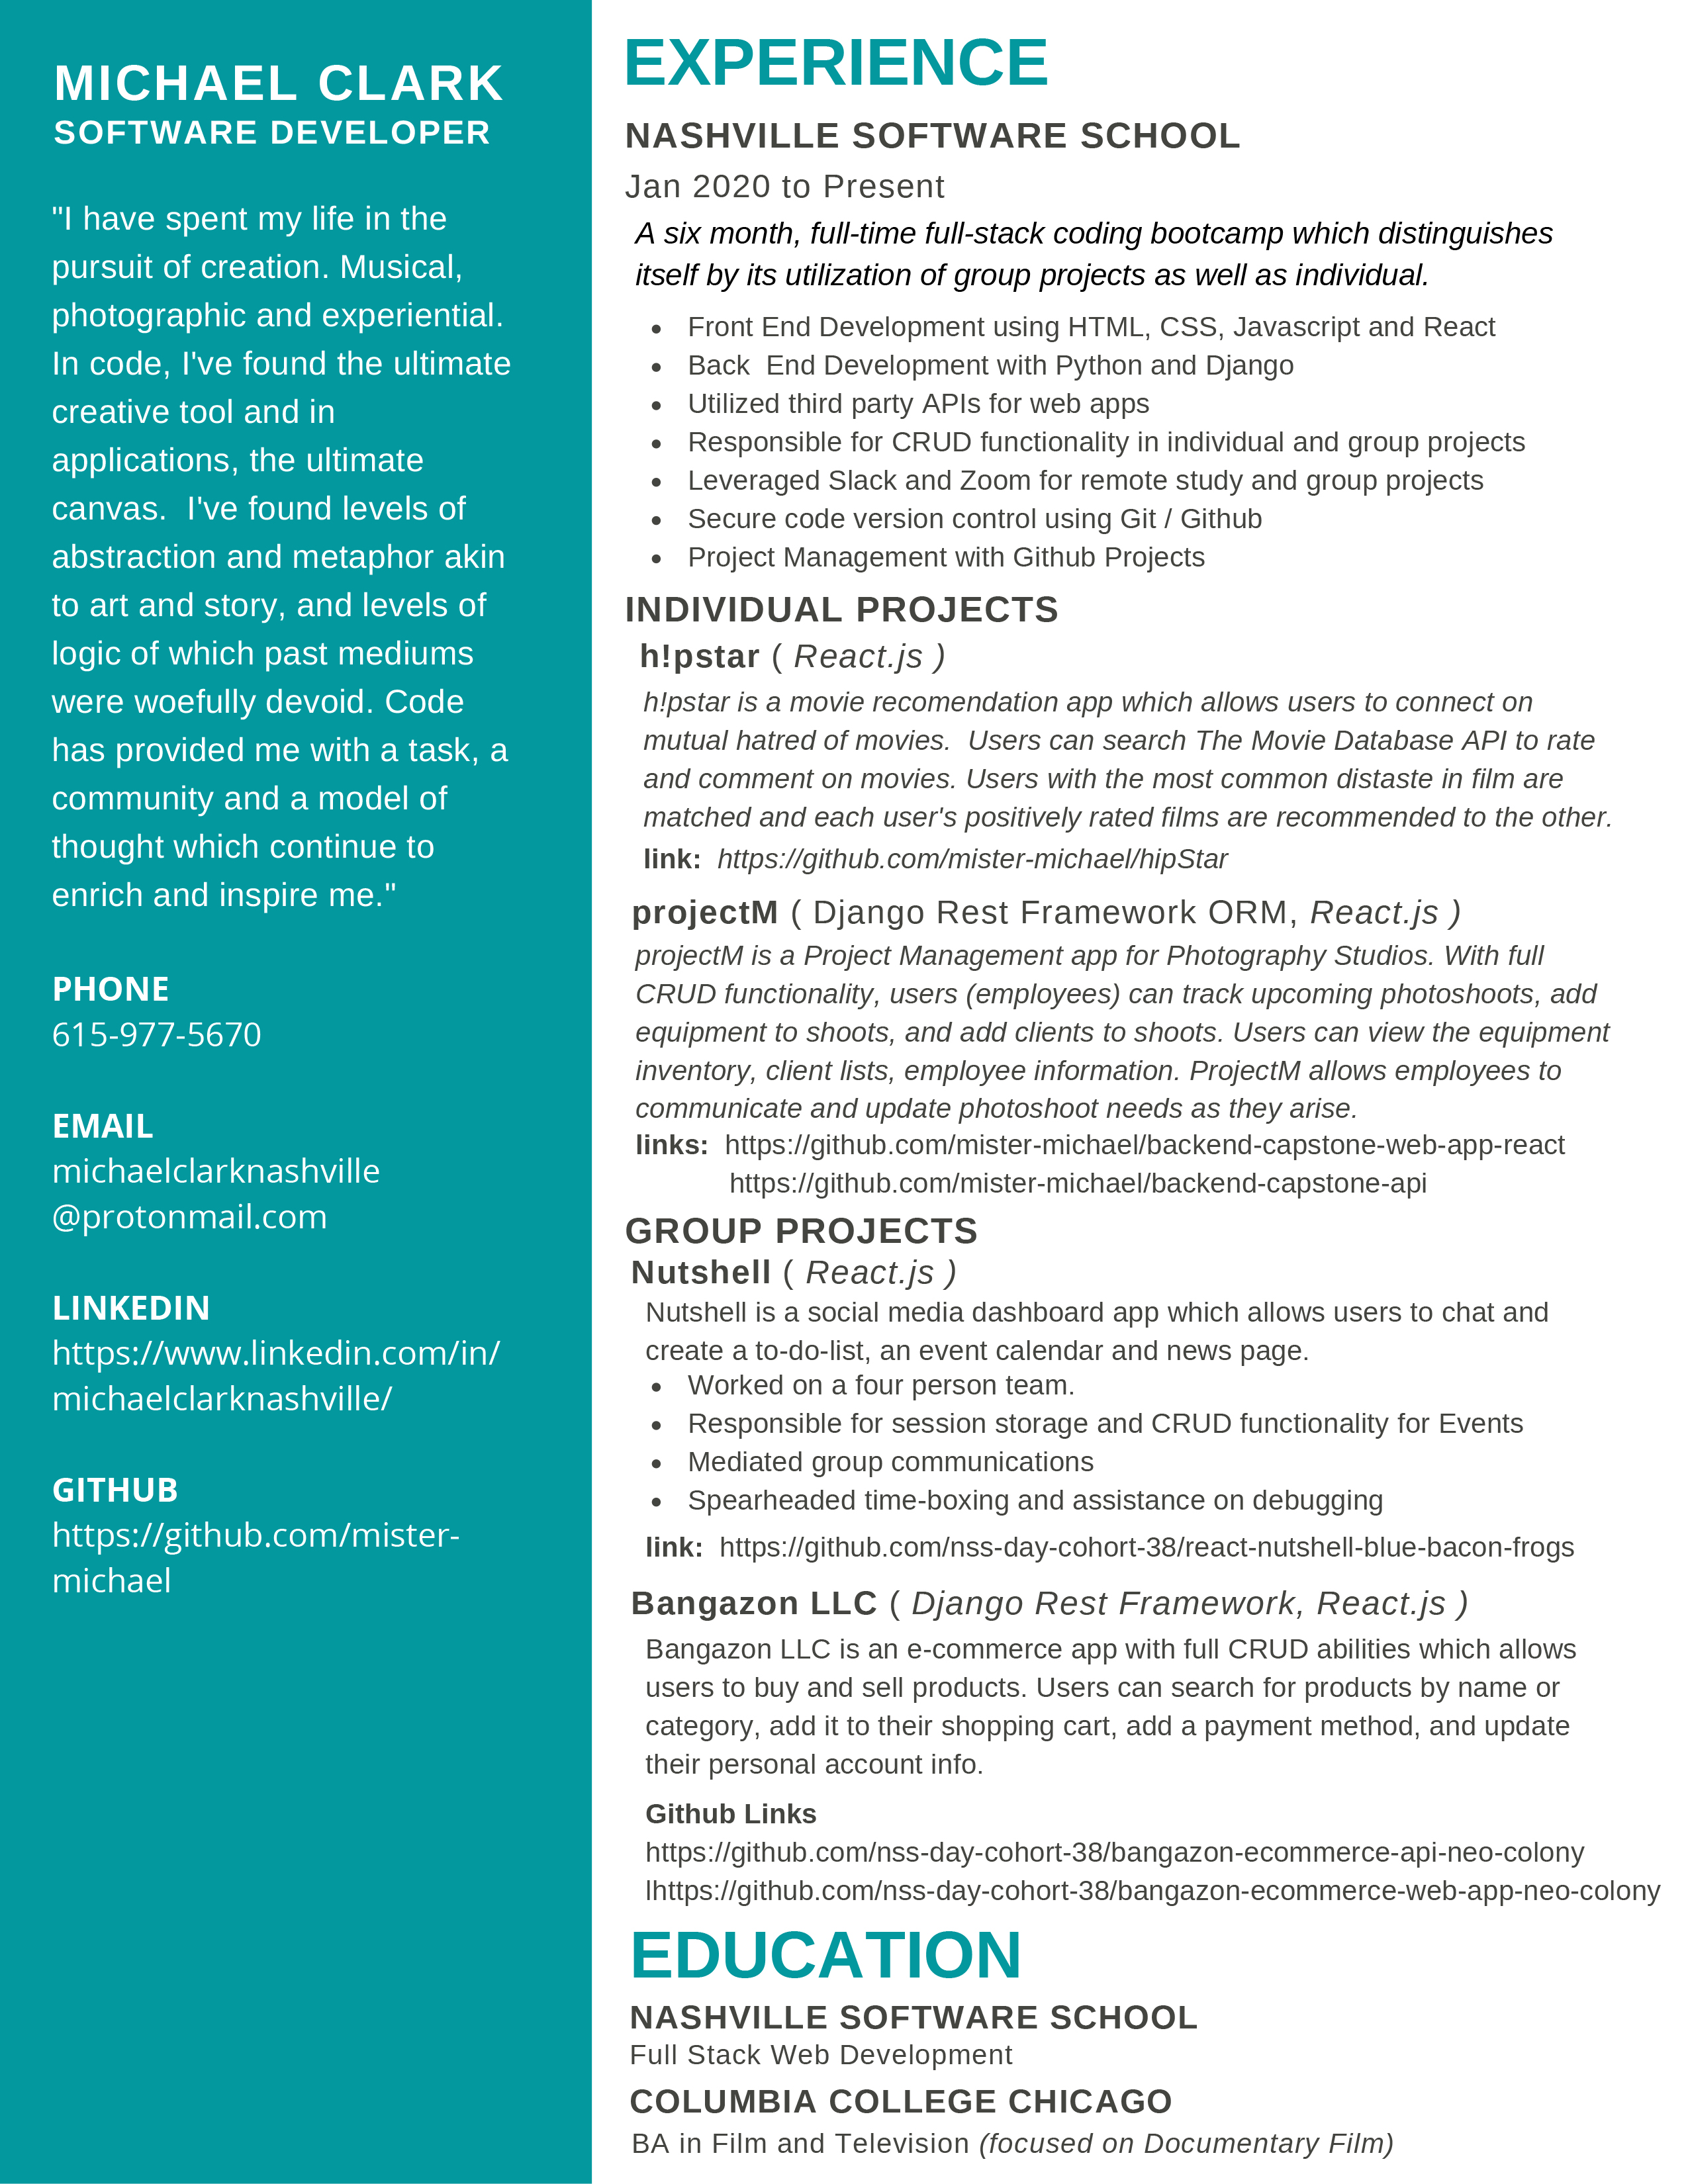 MICHAEL CLARK
SOFTWARE DEVELOPER
"I have spent my life in the
pursuit of creation. Musical,
photographic and experiential.
In code, I've found the ultimate
creative tool and in
applications, the ultimate
canvas.  I've found levels of
abstraction and metaphor akin
to art and story, and levels of
logic of which past mediums
were woefully devoid. Code
has provided me with a task, a
community and a model of
thought which continue to
enrich and inspire me."
PHONE
615-977-5670
EMAIL
michaelclarknashville
@protonmail.com
LINKEDIN
https://www.linkedin.com/in/
michaelclarknashville/
GITHUB
https://github.com/mister-
michael
EXPERIENCE
NASHVILLE SOFTWARE SCHOOL
Jan 2020 to Present
A six month, full-time full-stack coding bootcamp which distinguishes
itself by its utilization of group projects as well as individual.
• Front End Development using HTML, CSS, Javascript and React
• Back  End Development with Python and Django
• Utilized third party APIs for web apps
• Responsible for CRUD functionality in individual and group projects
• Leveraged Slack and Zoom for remote study and group projects
• Secure code version control using Git / Github
• Project Management with Github Projects
INDIVIDUAL PROJECTS
h!pstar ( React.js )
h!pstar is a movie recomendation app which allows users to connect on
mutual hatred of movies.  Users can search The Movie Database API to rate
and comment on movies. Users with the most common distaste in film are
matched and each user's positively rated films are recommended to the other.
link:  https://github.com/mister-michael/hipStar
projectM ( Django Rest Framework ORM, React.js )
projectM is a Project Management app for Photography Studios. With full
CRUD functionality, users (employees) can track upcoming photoshoots, add
equipment to shoots, and add clients to shoots. Users can view the equipment
inventory, client lists, employee information. ProjectM allows employees to
communicate and update photoshoot needs as they arise.
links:  https://github.com/mister-michael/backend-capstone-web-app-react
https://github.com/mister-michael/backend-capstone-api
GROUP PROJECTS
Nutshell ( React.js )
Nutshell is a social media dashboard app which allows users to chat and
create a to-do-list, an event calendar and news page.
• Worked on a four person team.
• Responsible for session storage and CRUD functionality for Events
• Mediated group communications
• Spearheaded time-boxing and assistance on debugging
link:  https://github.com/nss-day-cohort-38/react-nutshell-blue-bacon-frogs
Bangazon LLC ( Django Rest Framework, React.js )
Bangazon LLC is an e-commerce app with full CRUD abilities which allows
users to buy and sell products. Users can search for products by name or
category, add it to their shopping cart, add a payment method, and update
their personal account info.
Github Links
https://github.com/nss-day-cohort-38/bangazon-ecommerce-api-neo-colony
lhttps://github.com/nss-day-cohort-38/bangazon-ecommerce-web-app-neo-colony
EDUCATION
NASHVILLE SOFTWARE SCHOOL
Full Stack Web Development
COLUMBIA COLLEGE CHICAGO
BA in Film and Television (focused on Documentary Film)